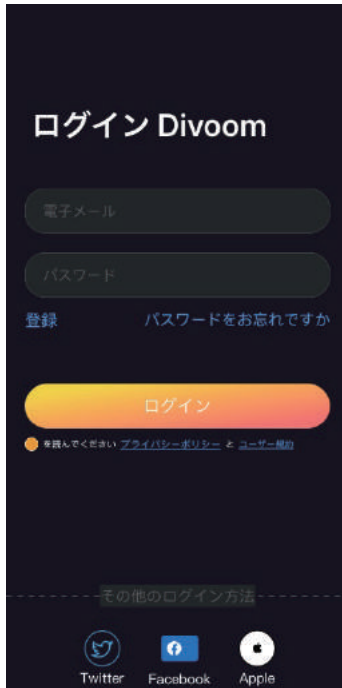 ログイン Divoom
電子メール
パスワード
登録 パスワードをお忘れですか
ログイン
を読んでください プライバシーポリシー と ユーザー規約
その他のログイン方法
Twitter Facebook Apple